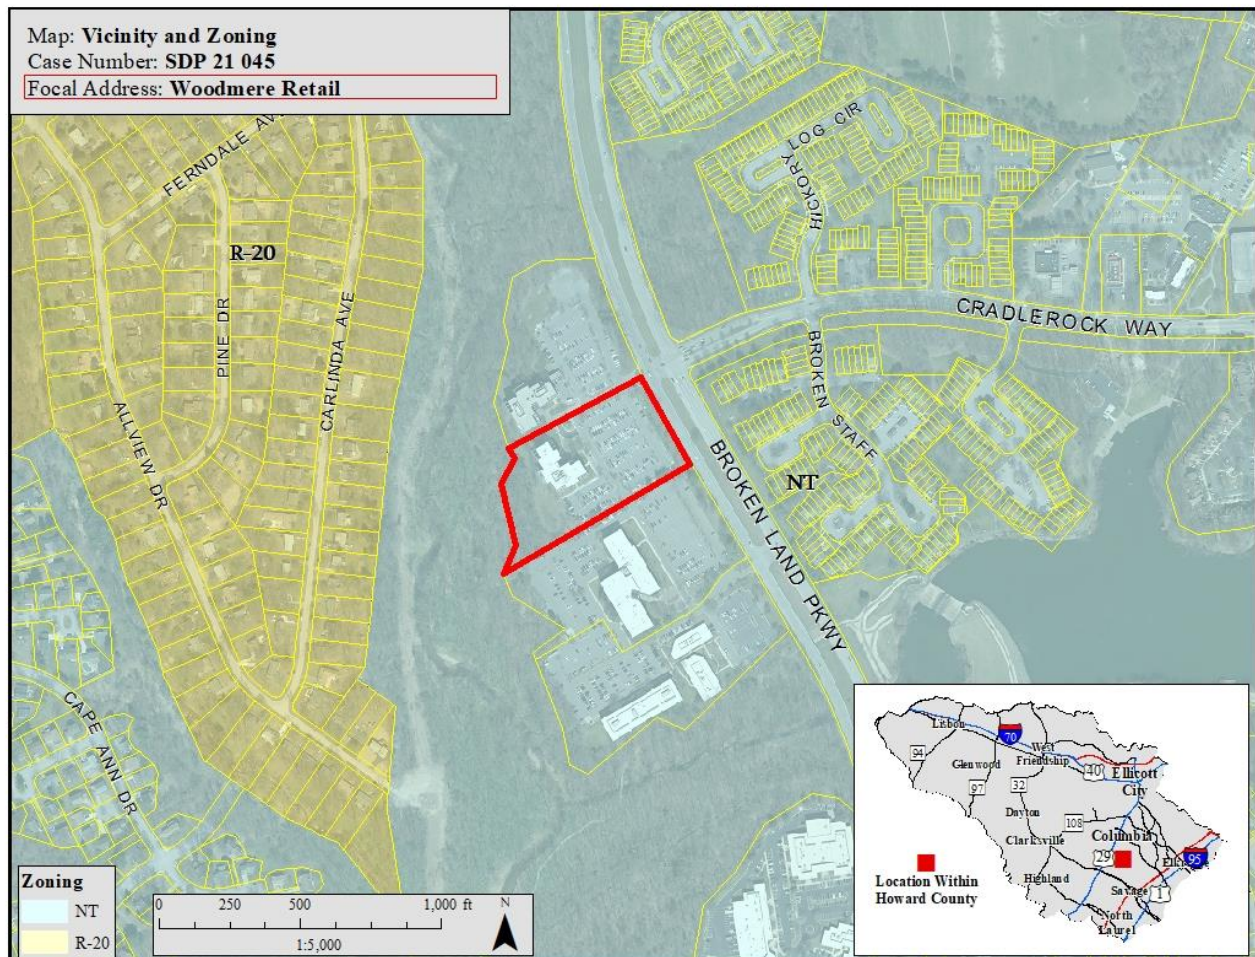 Map: Vicinity and Zoning
Case Number: SDP 21 045
Focal Address: Woodmere Retail
FERNDALE AVE
R-20
PINE DR
CARLINDA AVE
ALLVIEW DR
CAPE ANN DR
HICKORY LOG CIR
CRADLEROCK WAY
BROKEN STAFF
NT
BROKEN LAND PKWY
Zoning
NT
R-20
0 250 500 1,000 ft
1:5,000
N
Lisbon
70
West
Friendship
94
Glenwood
40
Ellicott
City
97
32
Dayton
108
Clarksville
Columbia
29
95
Highland
Savage
1
North
Laurel
Location Within
Howard County